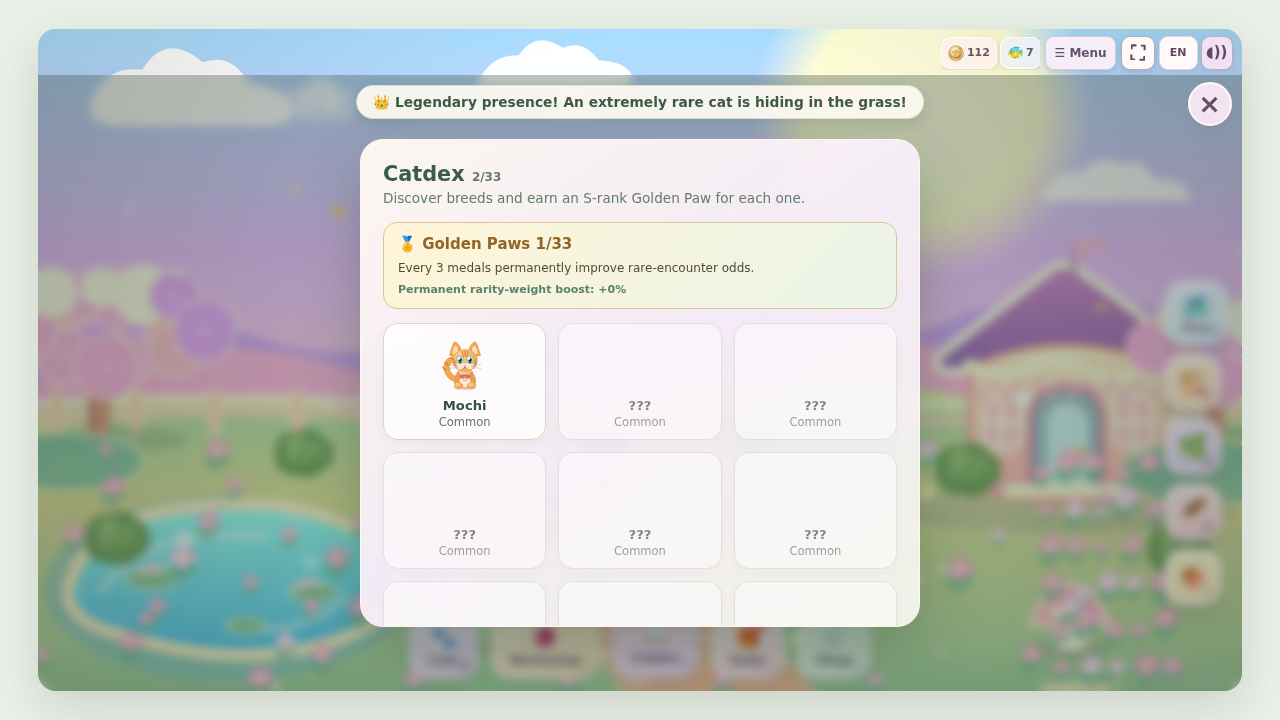 112
7
☰ Menu
EN
👑 Legendary presence! An extremely rare cat is hiding in the grass!
Catdex 2/33
Discover breeds and earn an S-rank Golden Paw for each one.
🏅 Golden Paws 1/33
Every 3 medals permanently improve rare-encounter odds.
Permanent rarity-weight boost: +0%
Mochi
Common
???
Common
???
Common
???
Common
???
Common
???
Common